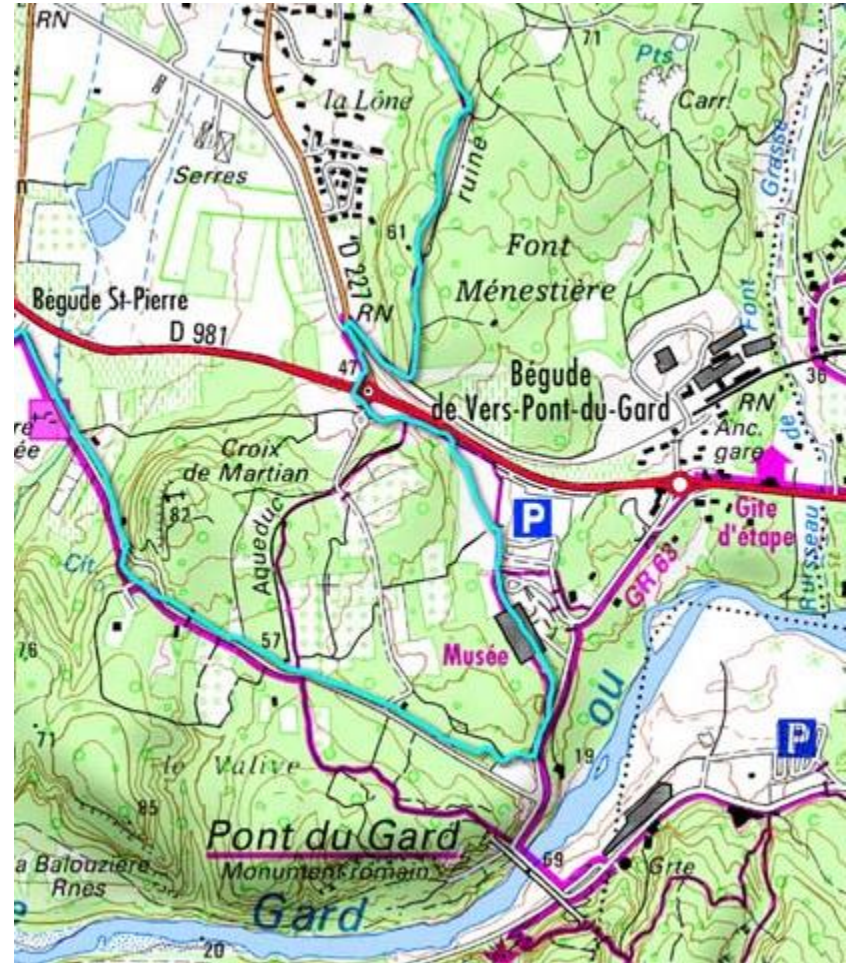 RN
71
Pts
la Lône
Carr.
Grasse
Serres
ruine
61
Font
Ménestière
D 227
Bégude St-Pierre
RN
D 981
Font
47
Bégude
de Vers-Pont-du-Gard
36
RN
Anc.
gare
de
Croix
de Martian
82
Aqueduc
P
Gîte
d'étape
Cit.
GR 63
Ruisseau
57
Musée
76
ou
P
19
71
le Valive
85
Pont du Gard
Monument romain
69
Grte
a Balouzière
Rnes
Gard
20